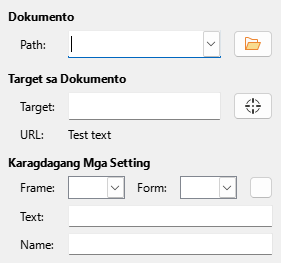 Dokumento
Path:
Target sa Dokumento
Target:
URL: Test text
Karagdagang Mga Setting
Frame: Form:
Text:
Name: